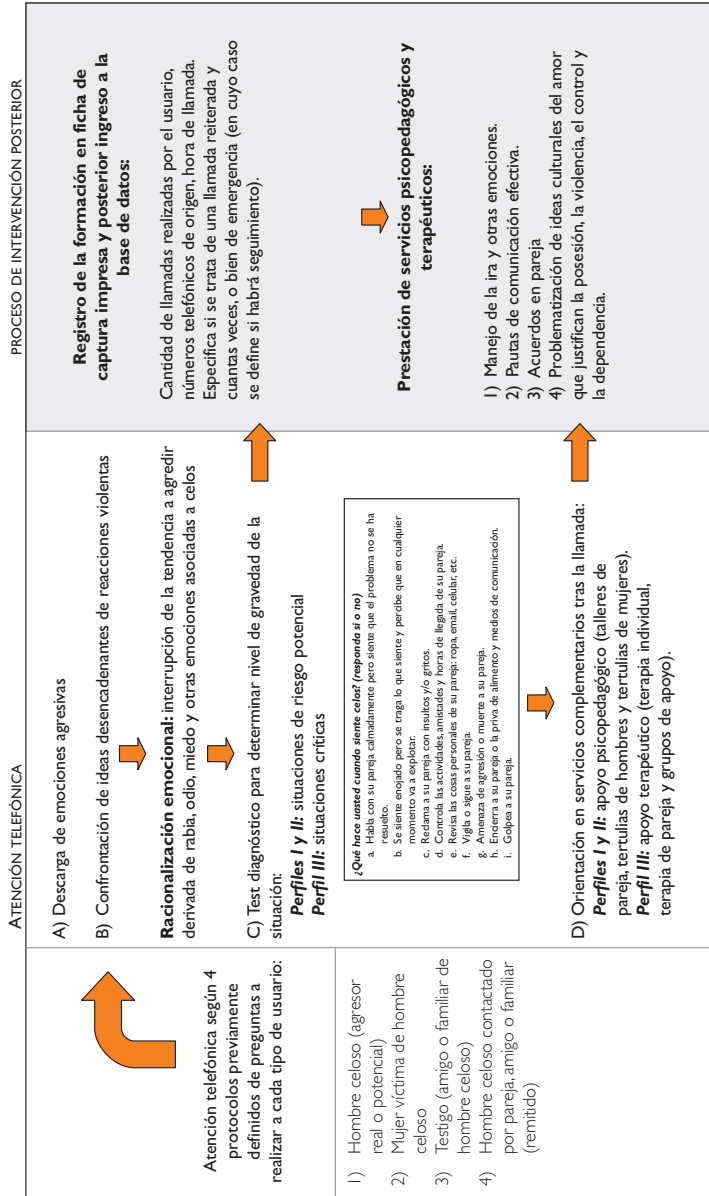 ATENCIÓN TELEFÓNICA
Atención telefónica según 4
protocolos previamente
definidos de preguntas a
realizar a cada tipo de usuario:
1) Hombre celoso (agresor
real o potencial)
2) Mujer víctima de hombre
celoso
3) Testigo (amigo o familiar de
hombre celoso)
4) Hombre celoso contactado
por pareja, amigo o familiar
(remitido)
A) Descarga de emociones agresivas
B) Confrontación de ideas desencadenantes de reacciones violentas
Racionalización emocional: interrupción de la tendencia a agredir
derivada de rabia, odio, miedo y otras emociones asociadas a celos
C) Test diagnóstico para determinar nivel de gravedad de la
situación:
Perfiles I y II: situaciones de riesgo potencial
Perfil III: situaciones críticas
¿Qué hace uasted cuando siente celos? (responda si o no)
a. Habla con su pareja calmadamente pero siente que el problema no se ha
resuelto.
b. Se siente enojado pero se traga lo que siente y percibe que en cualquier
momento va a explotar.
c. Reclama a su pareja con insultos y/o gritos.
d. Controla las actividades, amistades y horas de llegada de su pareja.
e. Revisa las cosas personales de su pareja: ropa, email, celular, etc.
f. Vigila o sigue a su pareja.
g. Amenaza de agresión o muerte a su pareja.
h. Encierra a su pareja o la priva de alimento y medios de comunicación.
i. Golpea a su pareja.
D) Orientación en servicios complementarios tras la llamada:
Perfiles I y II: apoyo psicopedagógico (talleres de
pareja, tertulias de hombres y tertulias de mujeres).
Perfil III: apoyo terapéutico (terapia individual,
terapia de pareja y grupos de apoyo).
PROCESO DE INTERVENCIÓN POSTERIOR
Registro de la formación en ficha de
captura impresa y posterior ingreso a la
base de datos:
Cantidad de llamadas realizadas por el usuario,
números telefónicos de origen, hora de llamada.
Especifica si se trata de una llamada reiterada y
cuantas veces, o bien de emergencia (en cuyo caso
se define si habrá seguimiento).
Prestación de servicios psicopedagógicos y
terapéuticos:
1) Manejo de la ira y otras emociones.
2) Pautas de comunicación efectiva.
3) Acuerdos en pareja
4) Problematización de ideas culturales del amor
que justifican la posesión, la violencia, el control y
la dependencia.